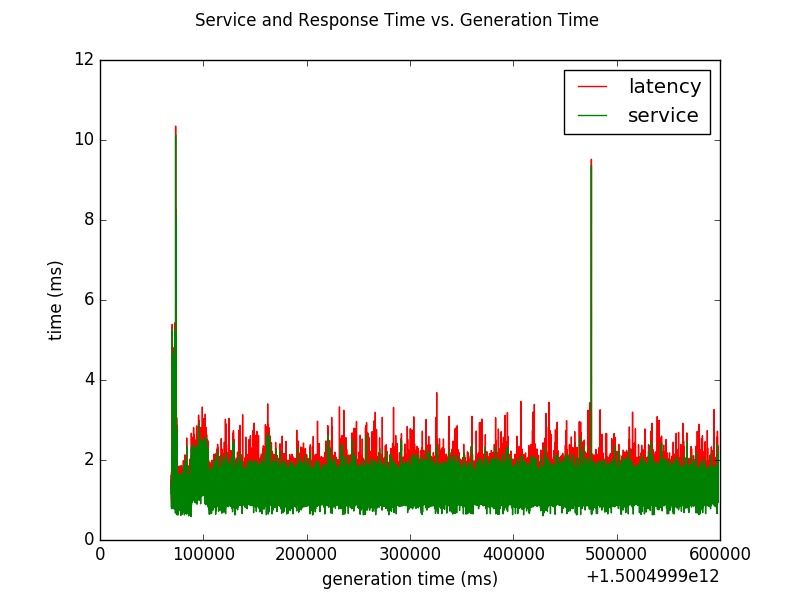 Service and Response Time vs. Generation Time
12
10
8
6
4
2
0
time (ms)
latency
service
0 100000 200000 300000 400000 500000 600000
generation time (ms)
+1.5004999e12